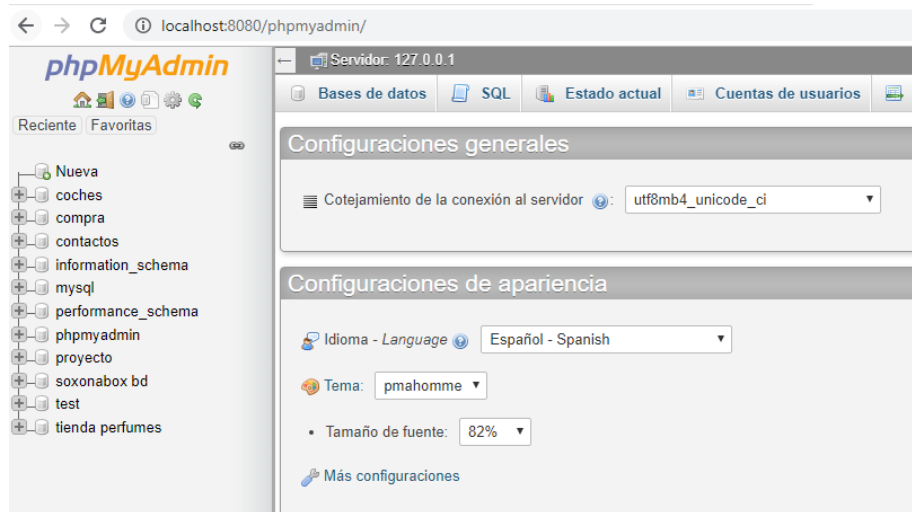 localhost:8080/phpmyadmin/
phpMyAdmin
Reciente Favoritas
Nueva
coches
compra
contactos
information_schema
mysql
performance_schema
phpmyadmin
proyecto
soxonabox bd
test
tienda perfumes
Servidor: 127.0.0.1
Bases de datos SQL Estado actual Cuentas de usuarios
Configuraciones generales
Cotejamiento de la conexión al servidor : utf8mb4_unicode_ci
Configuraciones de apariencia
Idioma - Language Español - Spanish
Tema: pmahomme
• Tamaño de fuente: 82%
Más configuraciones